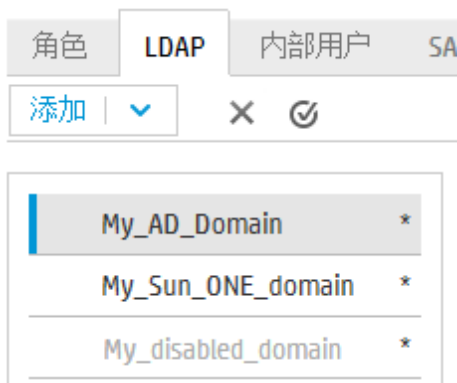 角色 LDAP 内部用户 SA
添加
My_AD_Domain *
My_Sun_ONE_domain *
My_disabled_domain *